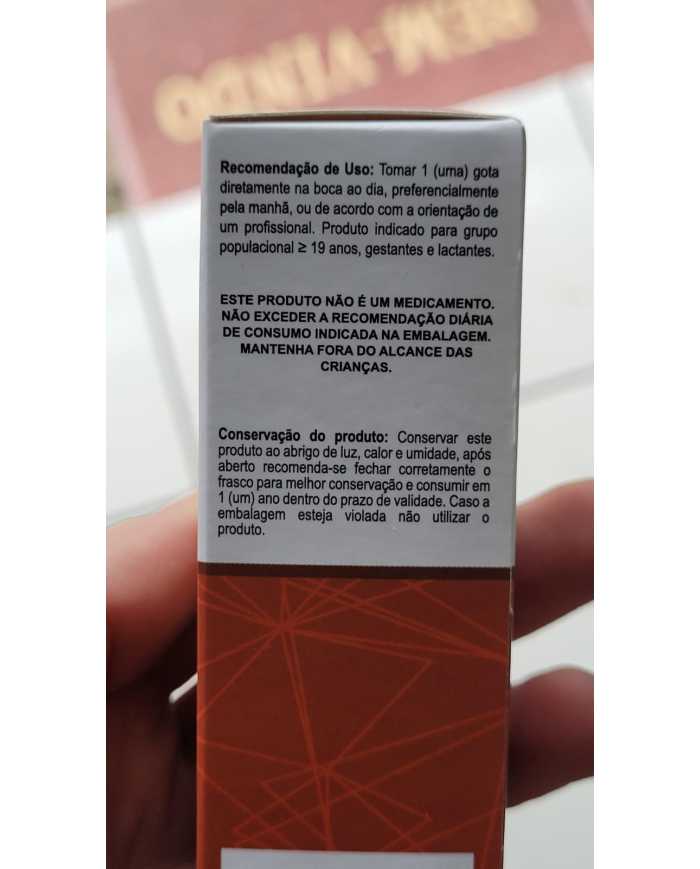 BEM-VINDO
Recomendação de Uso: Tomar 1 (uma) gota
diretamente na boca ao dia, preferencialmente
pela manhã, ou de acordo com a orientação de
um profissional. Produto indicado para grupo
populacional ≥ 19 anos, gestantes e lactantes.
ESTE PRODUTO NÃO É UM MEDICAMENTO.
NÃO EXCEDER A RECOMENDAÇÃO DIÁRIA
DE CONSUMO INDICADA NA EMBALAGEM.
MANTENHA FORA DO ALCANCE DAS
CRIANÇAS.
Conservação do produto: Conservar este
produto ao abrigo de luz, calor e umidade, após
aberto recomenda-se fechar corretamente o
frasco para melhor conservação e consumir em
1 (um) ano dentro do prazo de validade. Caso a
embalagem esteja violada não utilizar o
produto.